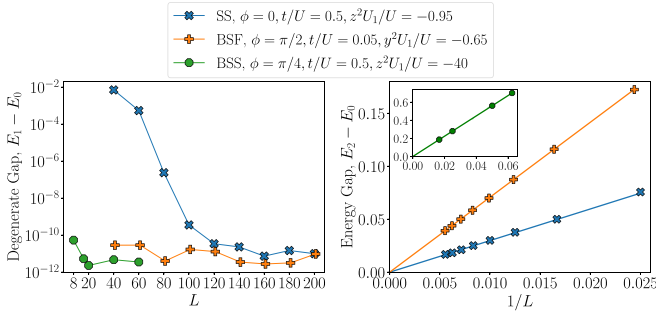 SS, ϕ = 0, t/U = 0.5, z²U₁/U = −0.95
BSF, ϕ = π/2, t/U = 0.05, y²U₁/U = −0.65
BSS, ϕ = π/4, t/U = 0.5, z²U₁/U = −40
Degenerate Gap, E₁ − E₀
10⁻²
10⁻⁴
10⁻⁶
10⁻⁸
10⁻¹⁰
10⁻¹²
8 20 40 60 80 100 120 140 160 180 200
L
Energy Gap, E₂ − E₀
0.15
0.10
0.05
0.00
0.6
0.4
0.2
0.0
0.00 0.02 0.04 0.06
0.000 0.005 0.010 0.015 0.020 0.025
1/L